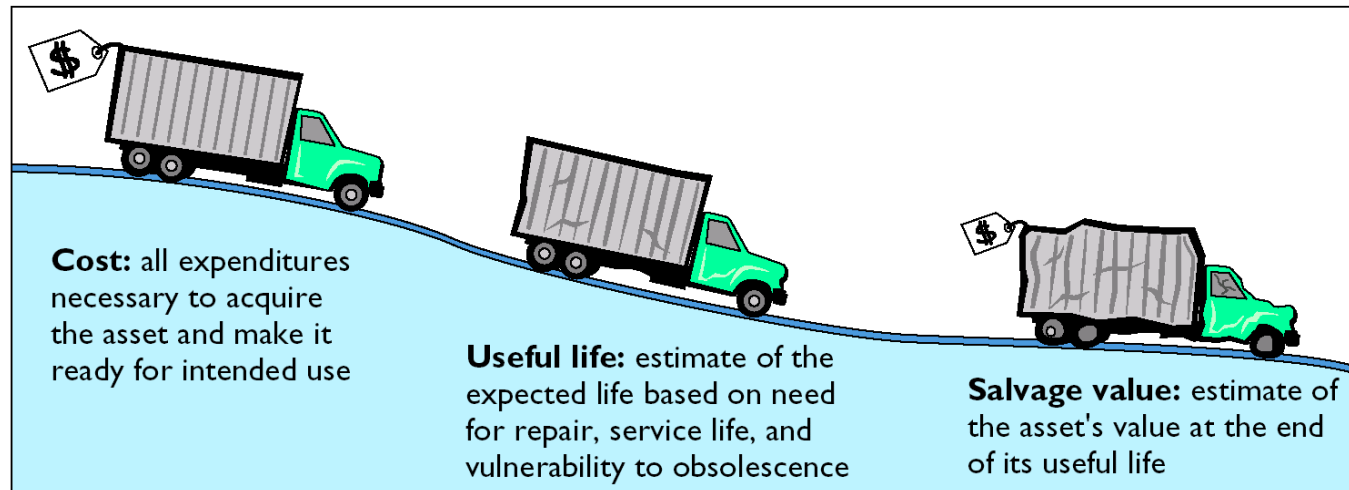 $
Cost: all expenditures
necessary to acquire
the asset and make it
ready for intended use
Useful life: estimate of the
expected life based on need
for repair, service life, and
vulnerability to obsolescence
$
Salvage value: estimate of
the asset's value at the end
of its useful life